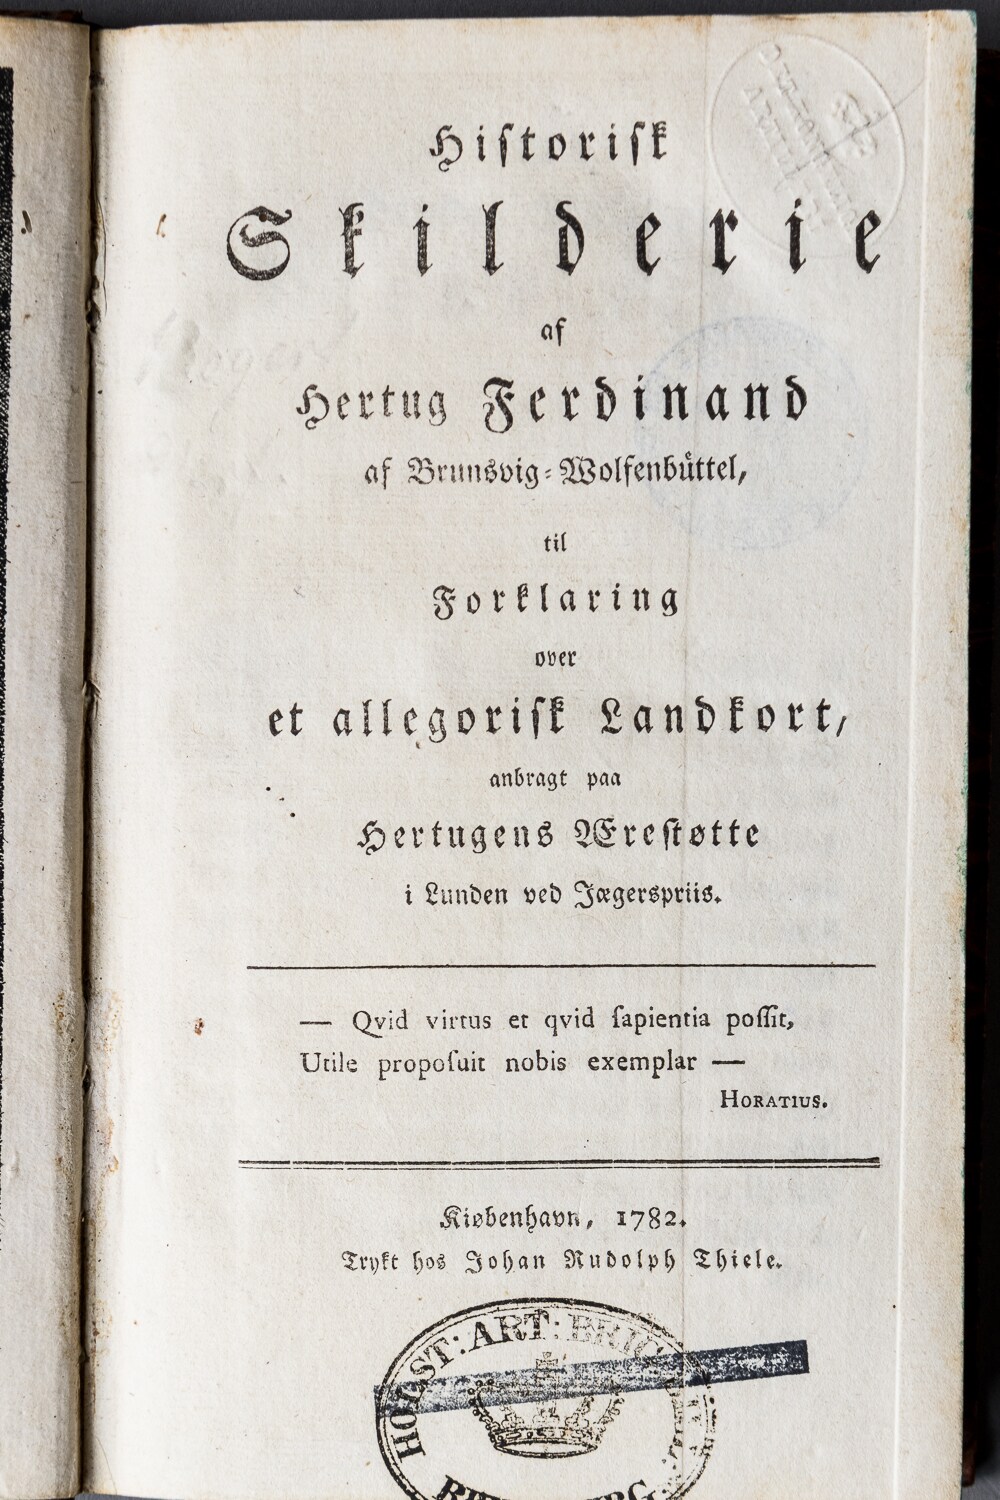 Hiſtoriſk
Skilderie
af
Hertug Ferdinand
af Brunsvig-Wolfenbüttel,
til
Forklaring
over
et allegoriſk Landkort,
anbragt paa
Hertugens Æreſtøtte
i Lunden ved Jægerspriis.
— Qvid virtus et qvid ſapientia poſſit,
Utile propoſuit nobis exemplar —
HORATIUS.
Kiøbenhavn, 1782.
Trykt hos Johan Rudolph Thiele.
HOLST: ART: